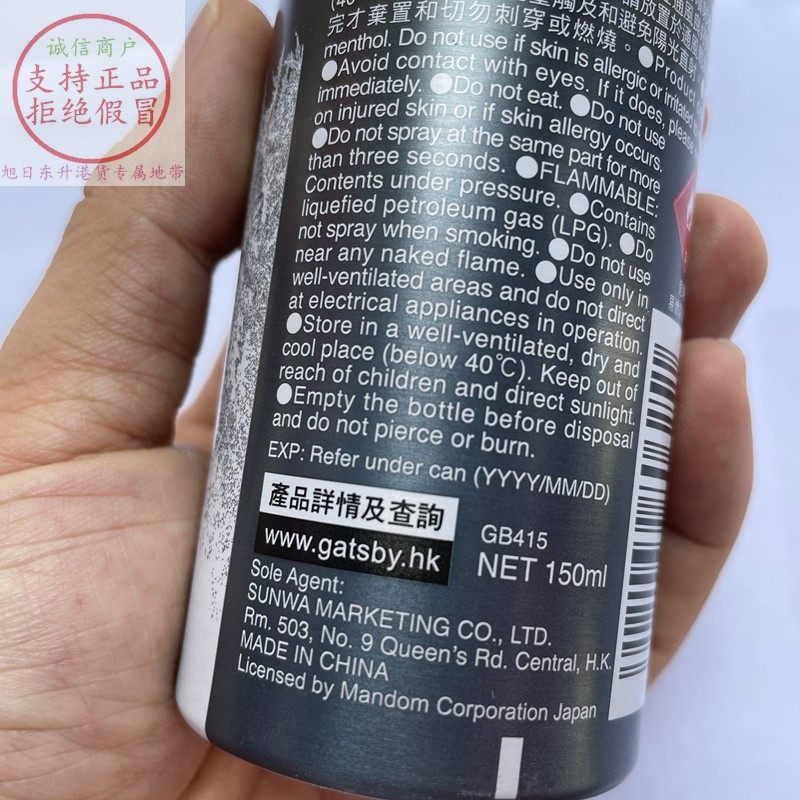 诚信商户
支持正品
拒绝假冒
旭日东升港货专属地带
完才棄置和切勿刺穿或燃燒。●Product
menthol. Do not use if skin is allergic or irritated
●Avoid contact with eyes. If it does, please
immediately. ●Do not eat. ●Do not use
on injured skin or if skin allergy occurs.
●Do not spray at the same part for more
than three seconds. ●FLAMMABLE:
Contents under pressure. ●Contains
liquefied petroleum gas (LPG). ●Do
not spray when smoking. ●Do not use
near any naked flame. ●Use only in
well-ventilated areas and do not direct
at electrical appliances in operation.
●Store in a well-ventilated, dry and
cool place (below 40℃). Keep out of
reach of children and direct sunlight.
●Empty the bottle before disposal
and do not pierce or burn.
EXP: Refer under can (YYYY/MM/DD)
產品詳情及查詢
www.gatsby.hk
GB415
NET 150ml
Sole Agent:
SUNWA MARKETING CO., LTD.
Rm. 503, No. 9 Queen's Rd. Central, H.K.
MADE IN CHINA
Licensed by Mandom Corporation Japan